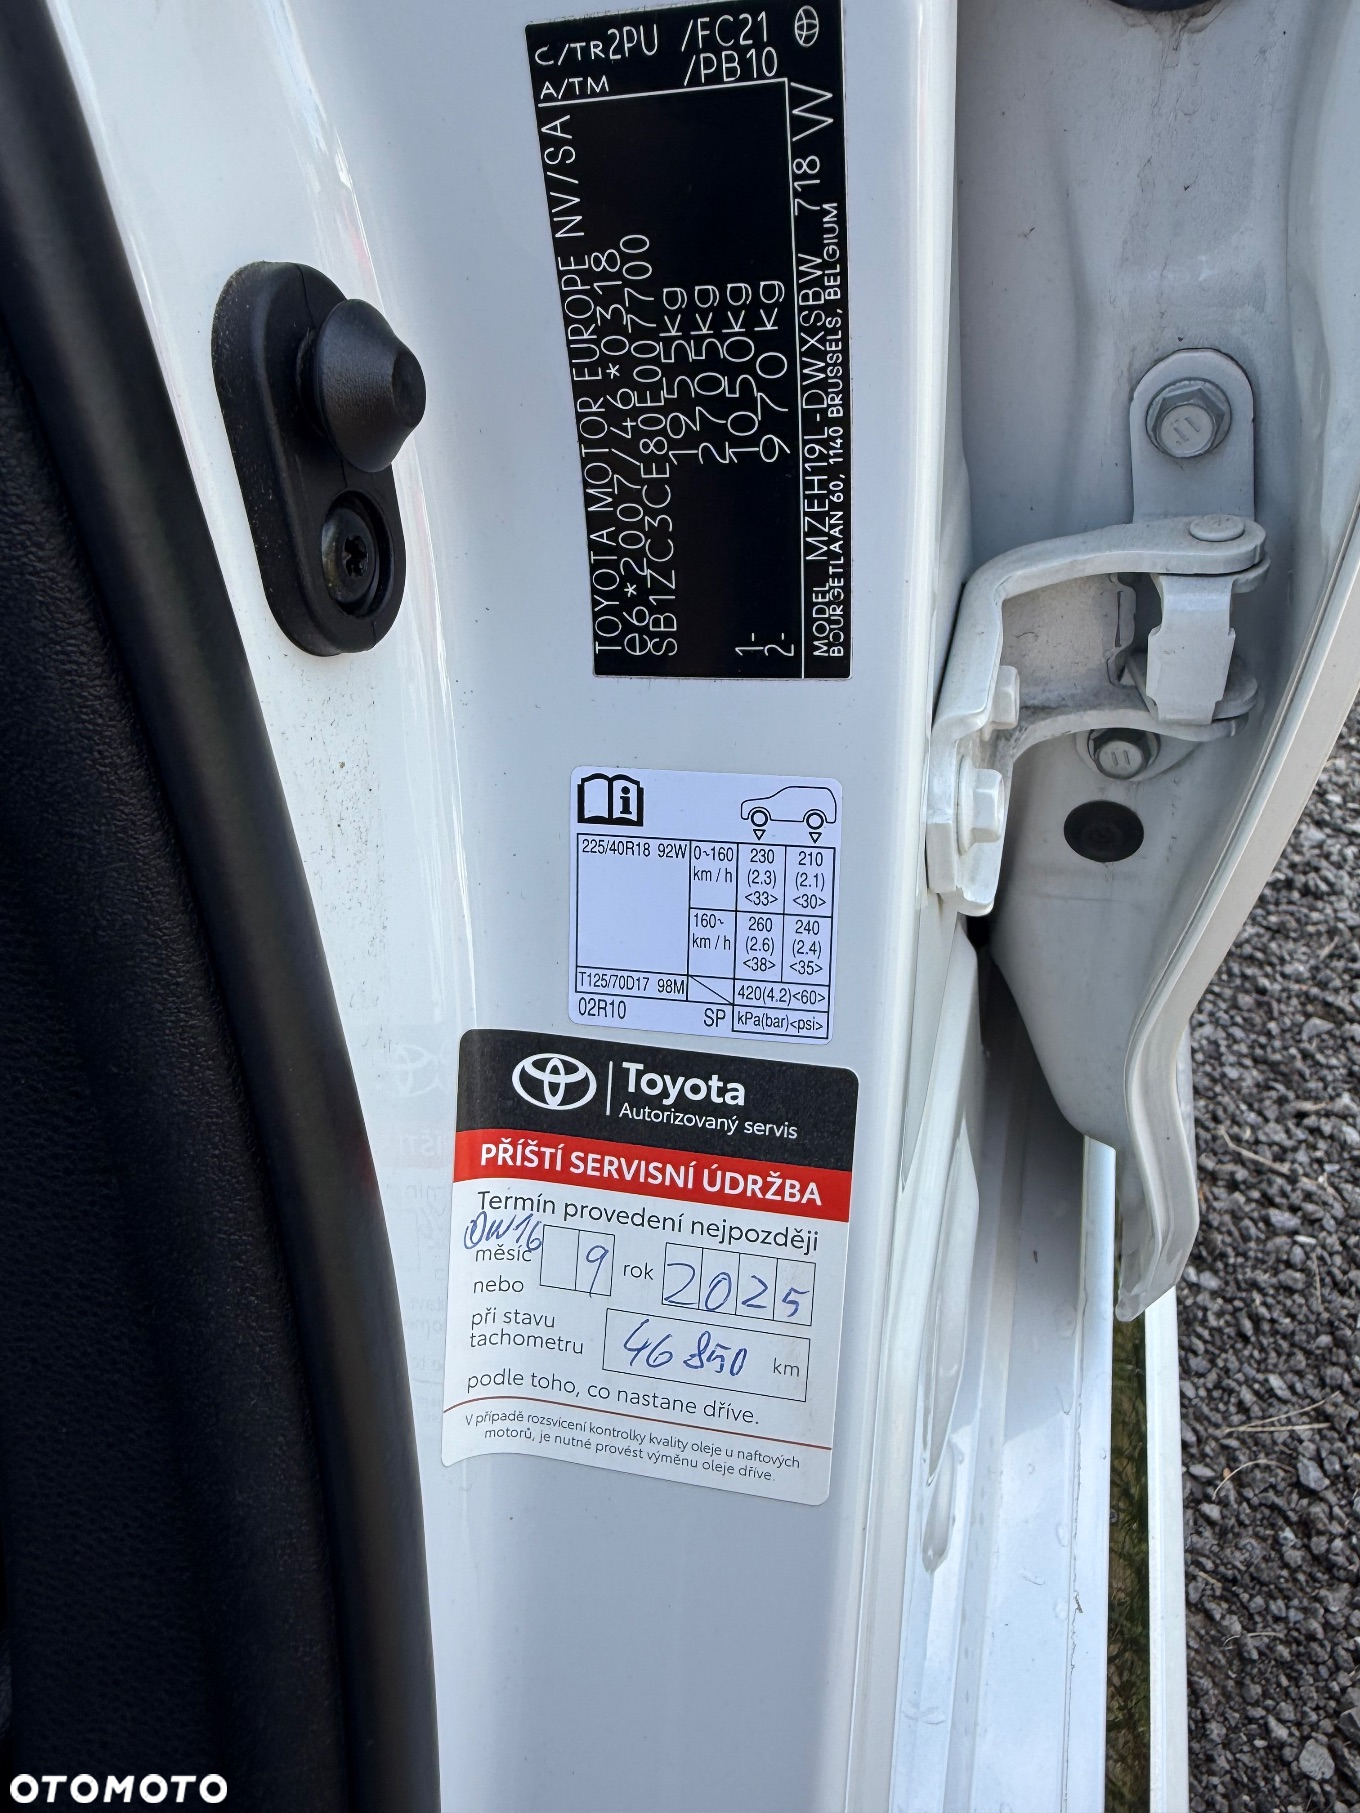 C/TR 2PU /FC21
A/TM /PB10
TOYOTA MOTOR EUROPE NV/SA
e6*2007/46*0318
SB1ZC3CE80E007700
1955kg
2705kg
1- 1050kg
2- 970kg
MODEL MZEH19L-DWXSBW 718 W
BOURGETLAAN 60, 1140 BRUSSELS, BELGIUM
i
225/40R18 92W 0~160 km/h 230 (2.3) <33> 210 (2.1) <30>
160~ km/h 260 (2.6) <38> 240 (2.4) <35>
T125/70D17 98M 420(4.2)<60>
02R10 SP kPa(bar)<psi>
Toyota
Autorizovaný servis
PŘÍŠTÍ SERVISNÍ ÚDRŽBA
Termín provedení nejpozději
0W16
měsíc 9 rok 2025
nebo
při stavu
tachometru 46 850 km
podle toho, co nastane dříve.
V případě rozsvícení kontrolky kvality oleje u naftových
motorů, je nutné provést výměnu oleje dříve.
OTOMOTO